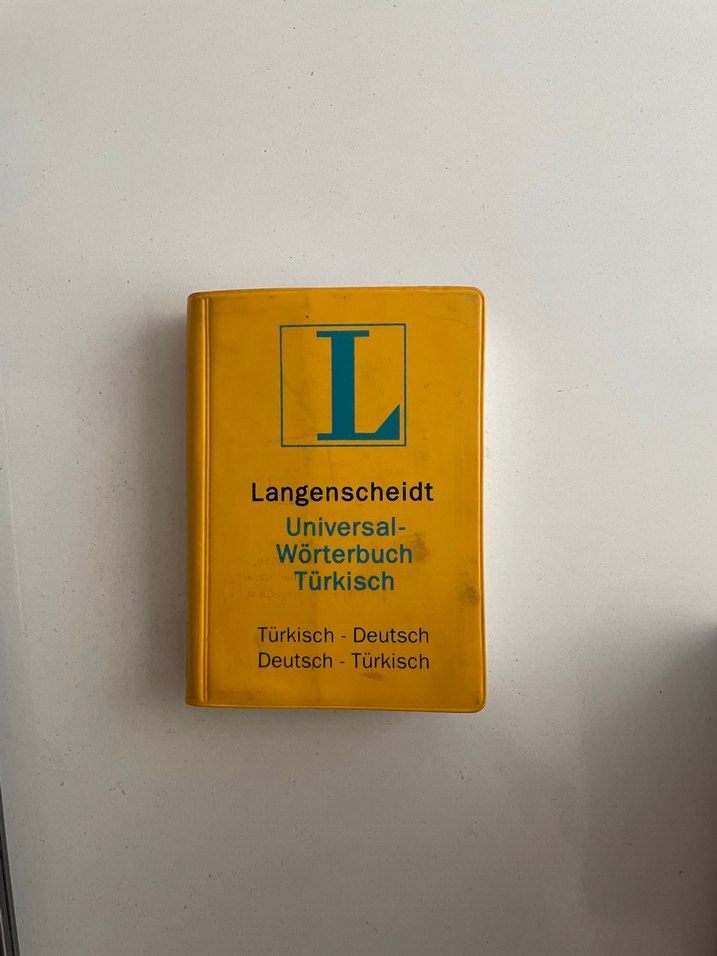 L
Langenscheidt
Universal-
Wörterbuch
Türkisch
Türkisch - Deutsch
Deutsch - Türkisch